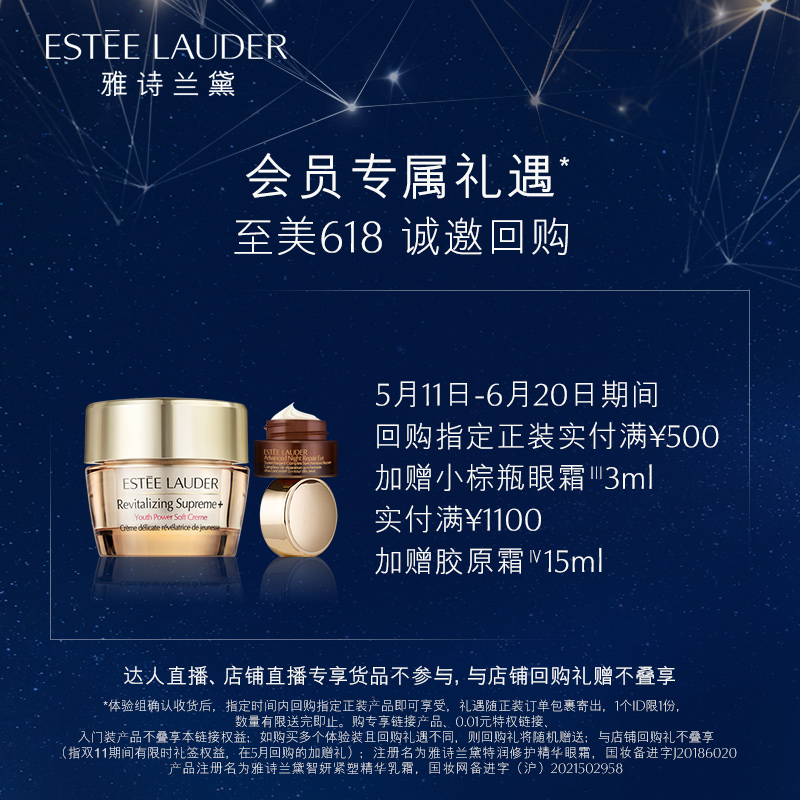 ESTĒE LAUDER
雅诗兰黛
会员专属礼遇*
至美618 诚邀回购
5月11日-6月20日期间
回购指定正装实付满¥500
加赠小棕瓶眼霜III3ml
实付满¥1100
加赠胶原霜IV15ml
ESTĒE LAUDER
Revitalizing Supreme+
Youth Power Soft Creme
Crème délicate révélatrice de jeunesse
ESTĒE LAUDER
Advanced Night Repair Eye
达人直播、店铺直播专享货品不参与,与店铺回购礼赠不叠享
*体验组确认收货后，指定时间内回购指定正装产品即可享受，礼遇随正装订单包裹寄出，1个ID限1份，
数量有限送完即止。购专享链接产品、0.01元特权链接、
入门装产品不叠享本链接权益；如购买多个体验装且回购礼遇不同，则回购礼将随机赠送；与店铺回购礼不叠享
（指双11期间有限时礼签权益，在5月回购的加赠礼）；注册名为雅诗兰黛特润修护精华眼霜，国妆备进字J20186020
产品注册名为雅诗兰黛智妍紧塑精华乳霜，国妆网备进字（沪）2021502958